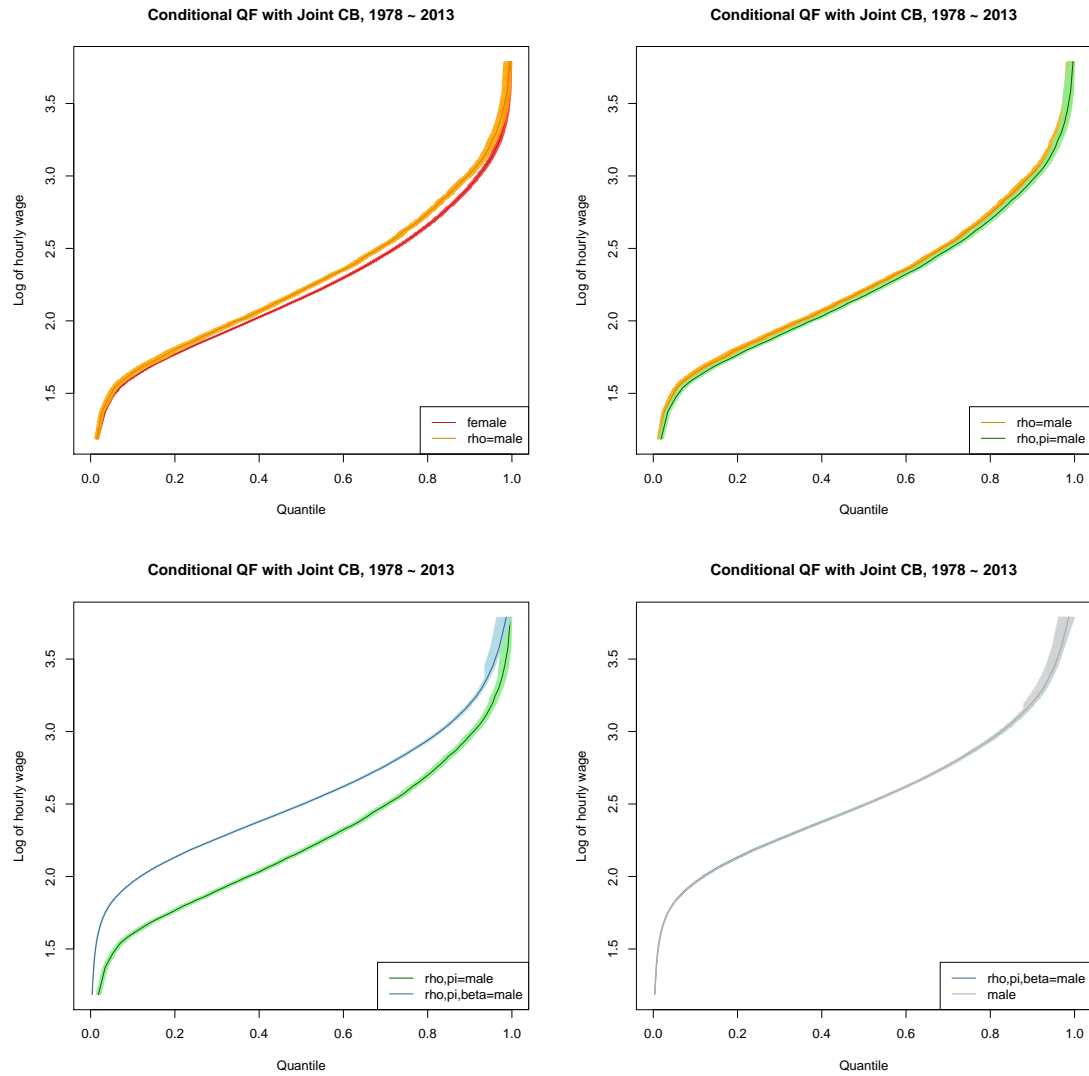 Conditional QF with Joint CB, 1978 ~ 2013
Log of hourly wage
3.5
3.0
2.5
2.0
1.5
female
rho=male
0.0 0.2 0.4 0.6 0.8 1.0
Quantile
Conditional QF with Joint CB, 1978 ~ 2013
Log of hourly wage
3.5
3.0
2.5
2.0
1.5
rho=male
rho,pi=male
0.0 0.2 0.4 0.6 0.8 1.0
Quantile
Conditional QF with Joint CB, 1978 ~ 2013
Log of hourly wage
3.5
3.0
2.5
2.0
1.5
rho,pi=male
rho,pi,beta=male
0.0 0.2 0.4 0.6 0.8 1.0
Quantile
Conditional QF with Joint CB, 1978 ~ 2013
Log of hourly wage
3.5
3.0
2.5
2.0
1.5
rho,pi,beta=male
male
0.0 0.2 0.4 0.6 0.8 1.0
Quantile